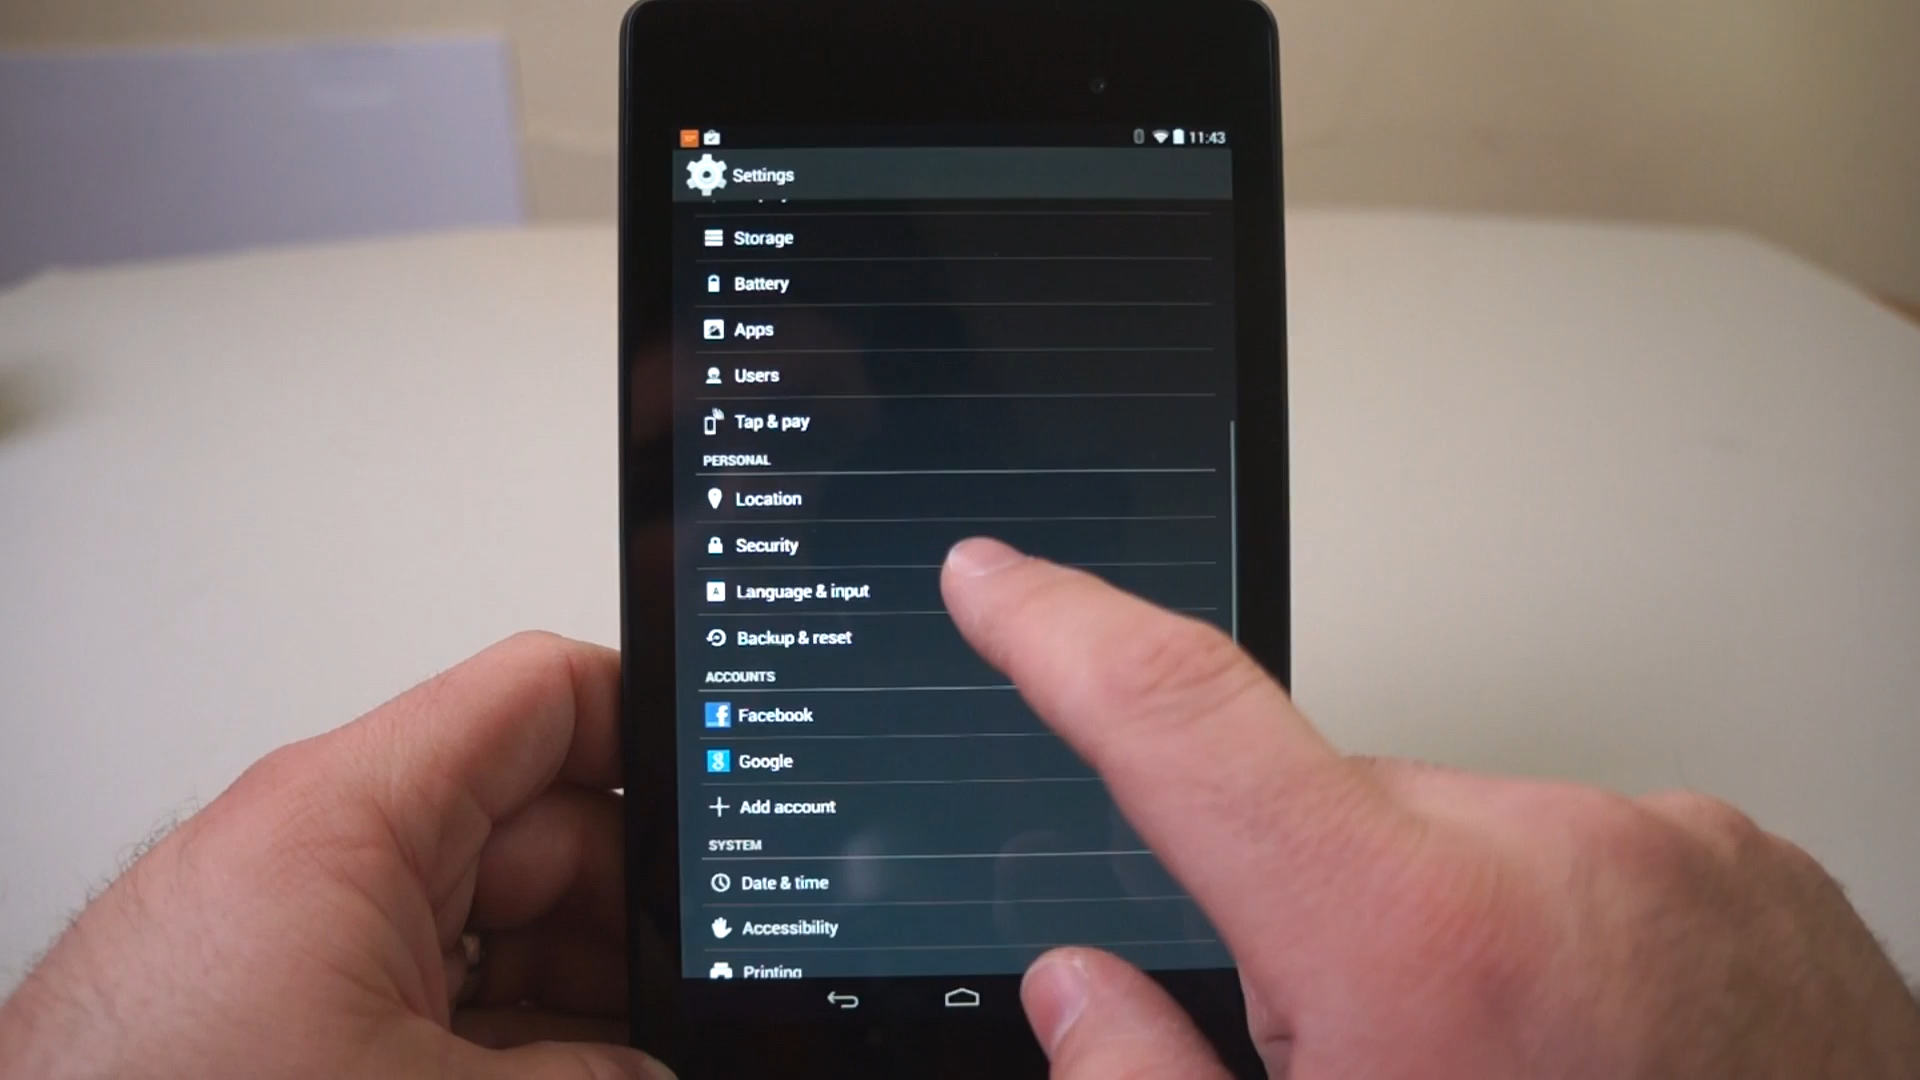 11:43
Settings
Storage
Battery
Apps
Users
Tap & pay
PERSONAL
Location
Security
Language & input
Backup & reset
ACCOUNTS
Facebook
Google
Add account
SYSTEM
Date & time
Accessibility
Printing